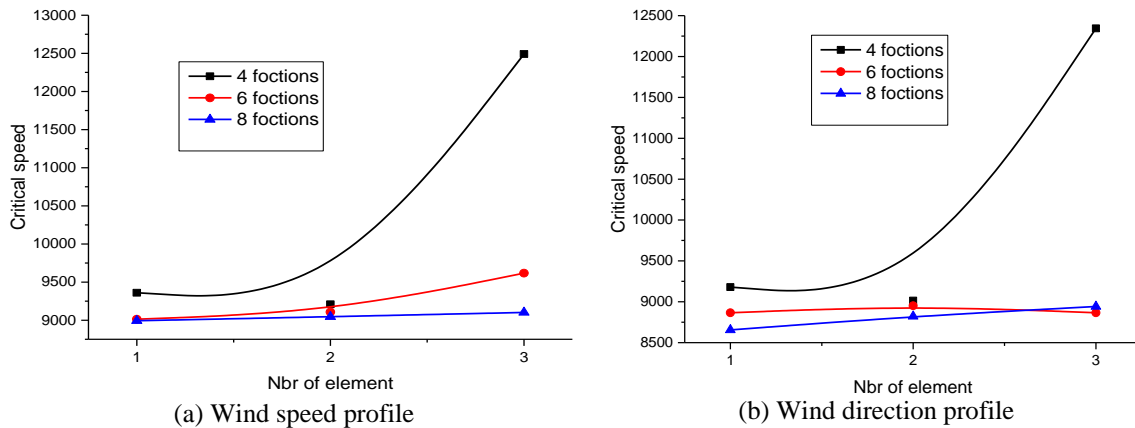 13000
12500
12000
11500
11000
10500
10000
9500
9000
Critical speed
4 foctions
6 foctions
8 foctions
1 2 3
Nbr of element
(a) Wind speed profile
12500
12000
11500
11000
10500
10000
9500
9000
8500
Critical speed
4 foctions
6 foctions
8 foctions
1 2 3
Nbr of element
(b) Wind direction profile